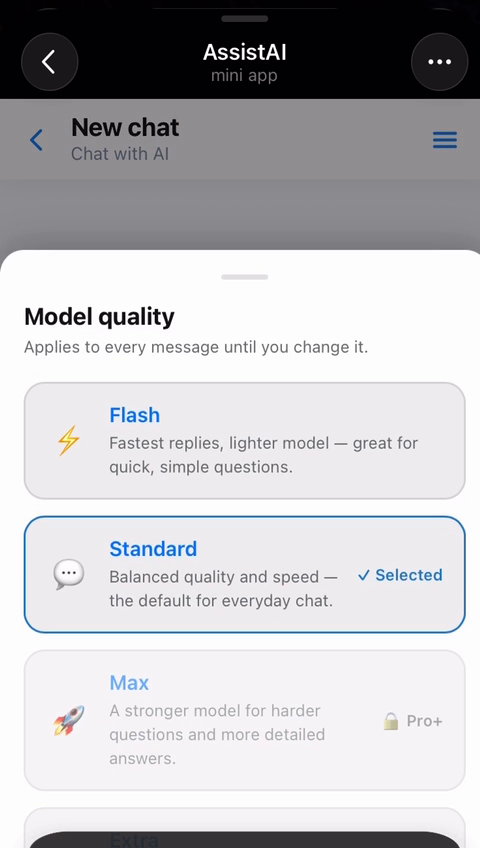 AssistAI
mini app
New chat
Chat with AI
Model quality
Applies to every message until you change it.
Flash
Fastest replies, lighter model — great for
quick, simple questions.
Standard
Balanced quality and speed —
the default for everyday chat.
✓ Selected
Max
A stronger model for harder
questions and more detailed
answers.
Pro+
Extra